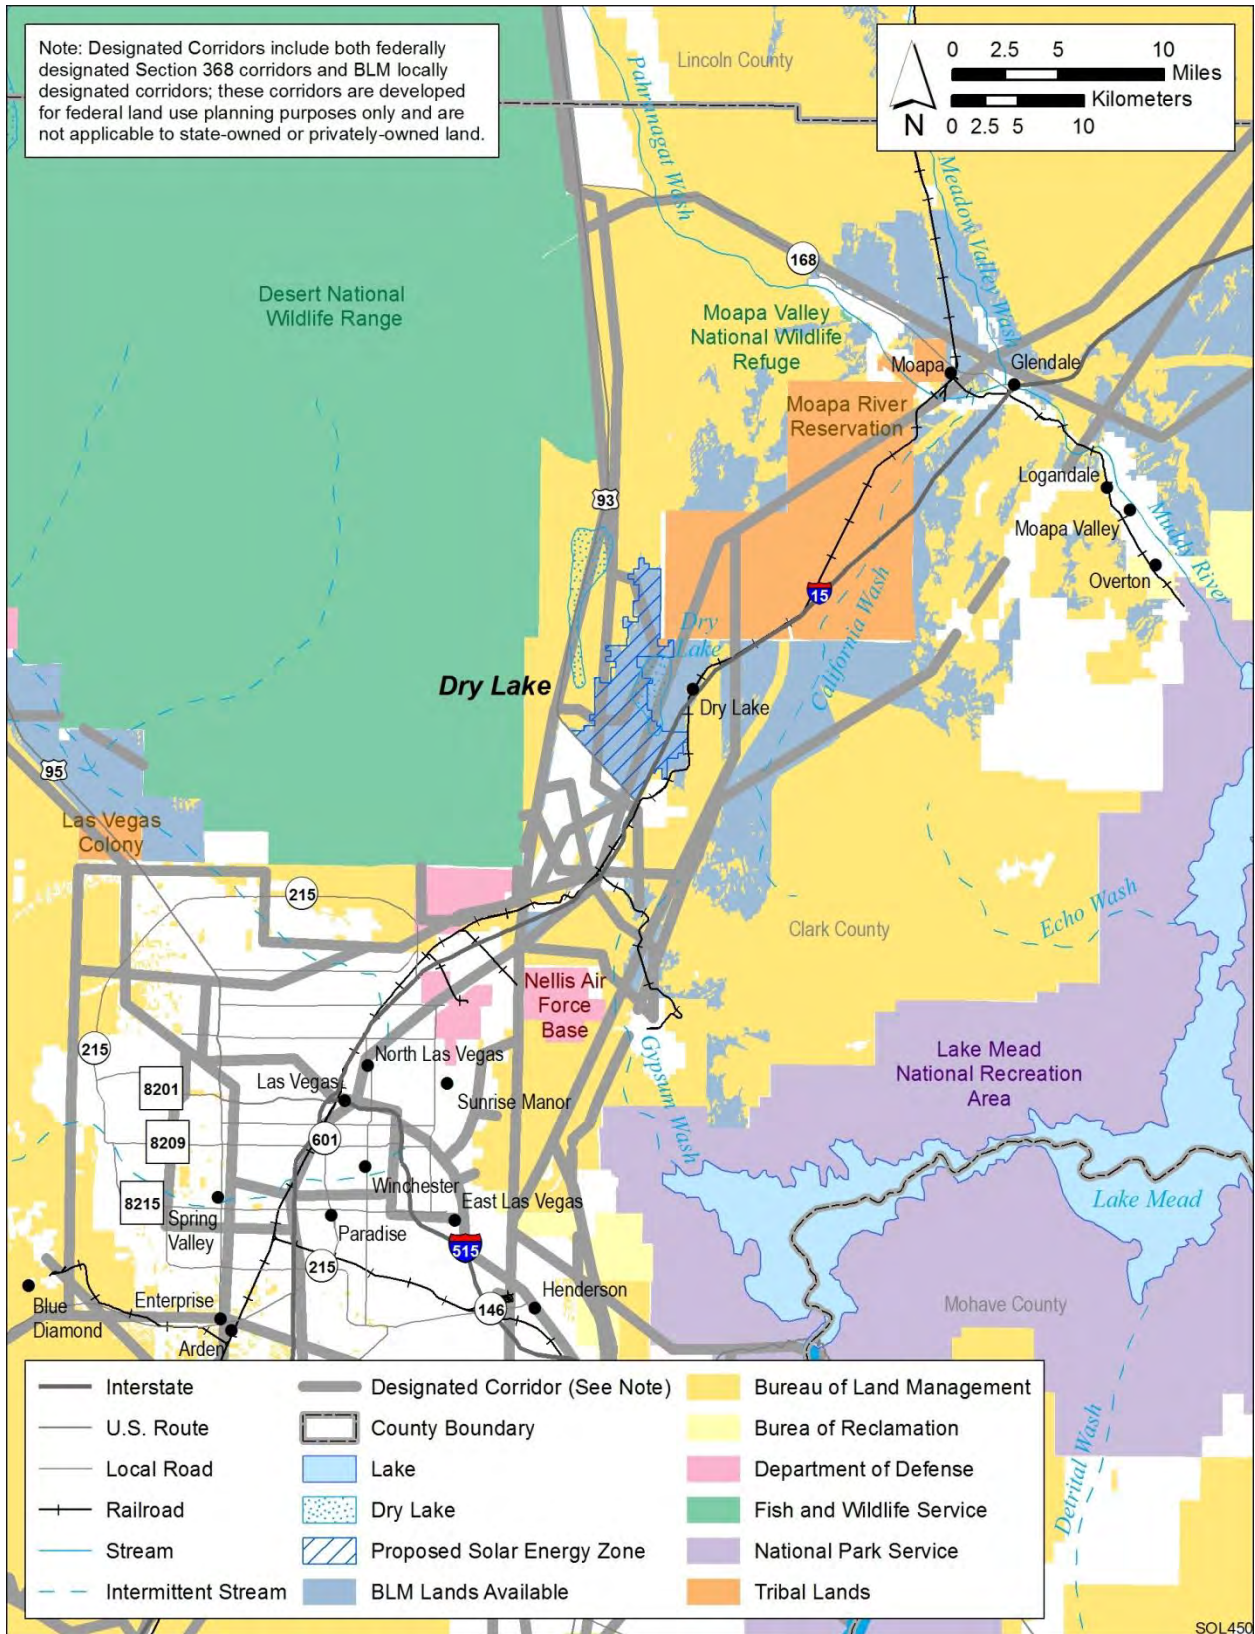 Note: Designated Corridors include both federally
designated Section 368 corridors and BLM locally
designated corridors; these corridors are developed
for federal land use planning purposes only and are
not applicable to state-owned or privately-owned land.
Lincoln County
0 2.5 5 10
Miles
Kilometers
0 2.5 5 10
N
Pahranagat Wash
Meadow Valley Wash
168
Desert National
Wildlife Range
Moapa Valley
National Wildlife
Refuge
Moapa
Glendale
Moapa River
Reservation
93
Logandale
Moapa Valley
Muddy River
Overton
15
California Wash
Dry
Lake
Dry Lake
Dry Lake
95
Las Vegas
Colony
215
Clark County
Echo Wash
Nellis Air
Force
Base
Gypsum Wash
215
North Las Vegas
Las Vegas
Sunrise Manor
8201
8209
8215
601
Lake Mead
National Recreation
Area
Winchester
East Las Vegas
Spring
Valley
Paradise
Lake Mead
515
215
Blue
Diamond
Enterprise
Arden
146
Henderson
Mohave County
Detrital Wash
Interstate
U.S. Route
Local Road
Railroad
Stream
Intermittent Stream
Designated Corridor (See Note)
County Boundary
Lake
Dry Lake
Proposed Solar Energy Zone
BLM Lands Available
Bureau of Land Management
Burea of Reclamation
Department of Defense
Fish and Wildlife Service
National Park Service
Tribal Lands
SOL450